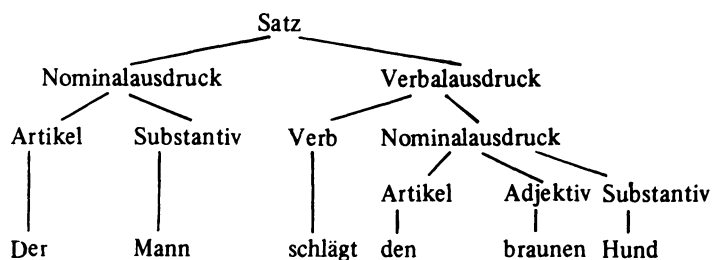 Satz
Nominalausdruck Verbalausdruck
Artikel Substantiv Verb Nominalausdruck
Artikel Adjektiv Substantiv
Der Mann schlägt den braunen Hund